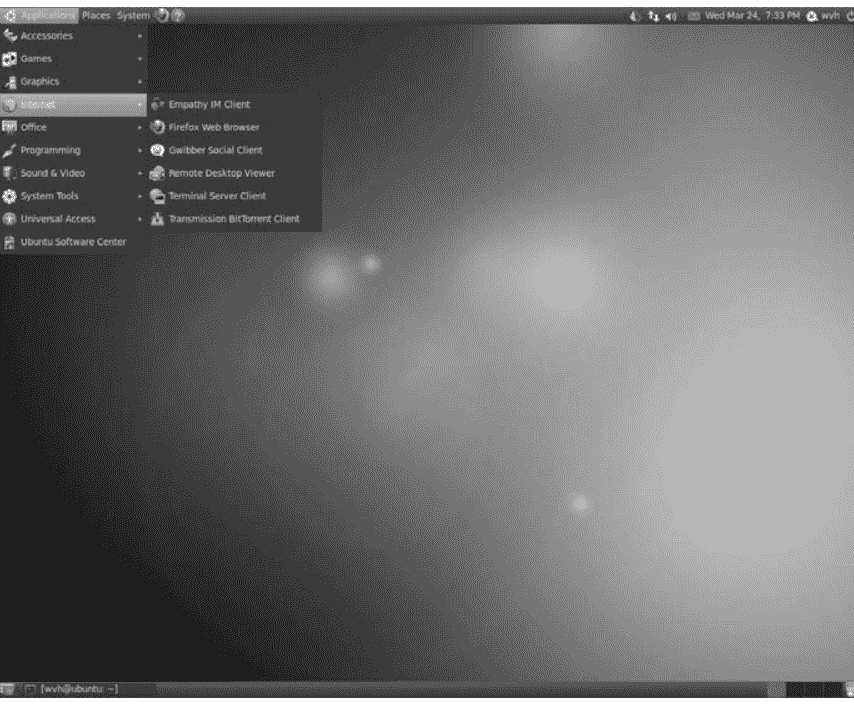 Applications Places System Wed Mar 24, 7:33 PM wvh
Accessories
Games
Graphics
Internet
Office
Programming
Sound & Video
System Tools
Universal Access
Ubuntu Software Center
Empathy IM Client
Firefox Web Browser
Gwibber Social Client
Remote Desktop Viewer
Terminal Server Client
Transmission BitTorrent Client
[wvh@ubuntu: ~]